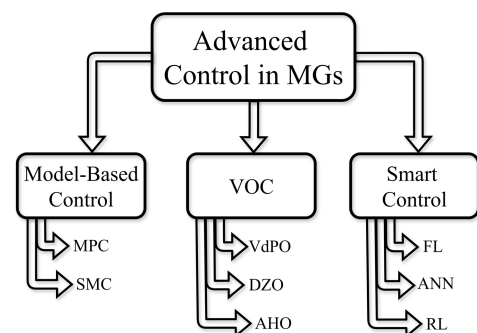 Advanced
Control in MGs
Model-Based
Control
VOC
Smart
Control
MPC
SMC
VdPO
DZO
AHO
FL
ANN
RL